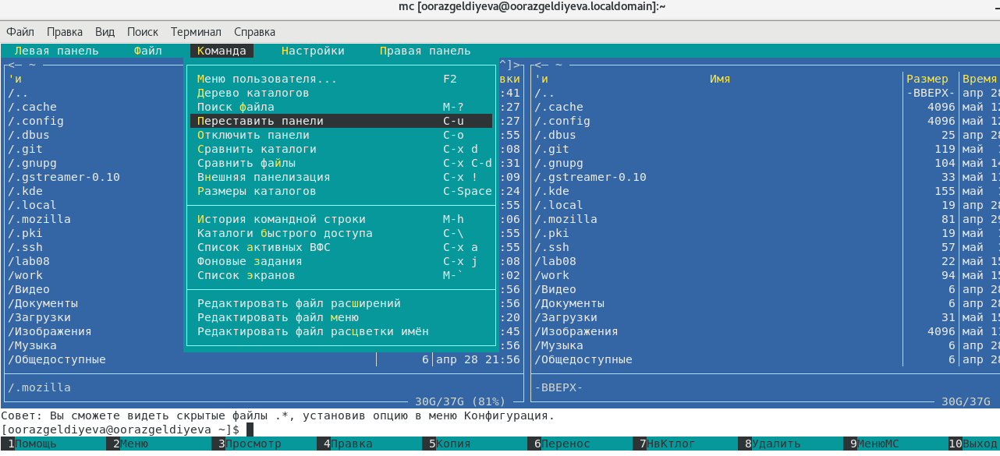 mc [oorazgeldiyeva@oorazgeldiyeva.localdomain]:~
Файл Правка Вид Поиск Терминал Справка
Левая панель Файл Команда Настройки Правая панель
<─ ~ ^]> <─ ~
'и вки 'и Имя Размер Время
/.. :41 /.. -ВВЕРХ- апр 28
/.cache :27 /.cache 4096 май 12
/.config :27 /.config 4096 май 12
/.dbus :55 /.dbus 25 апр 28
/.git :08 /.git 119 май
/.gnupg :31 /.gnupg 104 май 14
/.gstreamer-0.10 :09 /.gstreamer-0.10 33 май 11
/.kde :24 /.kde 155 май
/.local :55 /.local 19 апр 28
/.mozilla :06 /.mozilla 81 апр 29
/.pki :55 /.pki 19 май
/.ssh :55 /.ssh 57 май
/lab08 :08 /lab08 22 май 15
/work :02 /work 94 май 15
/Видео :56 /Видео 6 апр 28
/Документы :56 /Документы 6 апр 28
/Загрузки :20 /Загрузки 31 май 15
/Изображения :45 /Изображения 4096 май 11
/Музыка :56 /Музыка 6 апр 28
/Общедоступные 6 апр 28 21:56 /Общедоступные 6 апр 28
Меню пользователя... F2
Дерево каталогов
Поиск файла M-?
Переставить панели C-u
Отключить панели C-o
Сравнить каталоги C-x d
Сравнить файлы C-x C-d
Внешняя панелизация C-x !
Размеры каталогов C-Space
История командной строки M-h
Каталоги быстрого доступа C-\
Список активных ВФС C-x a
Фоновые задания C-x j
Список экранов M-`
Редактировать файл расширений
Редактировать файл меню
Редактировать файл расцветки имён
/.mozilla -ВВЕРХ-
30G/37G (81%) 30G/37G
Совет: Вы сможете видеть скрытые файлы .*, установив опцию в меню Конфигурация.
[oorazgeldiyeva@oorazgeldiyeva ~]$
1Помощь 2Меню 3Просмотр 4Правка 5Копия 6Перенос 7НвКтлог 8Удалить 9МенюMC 10Выход